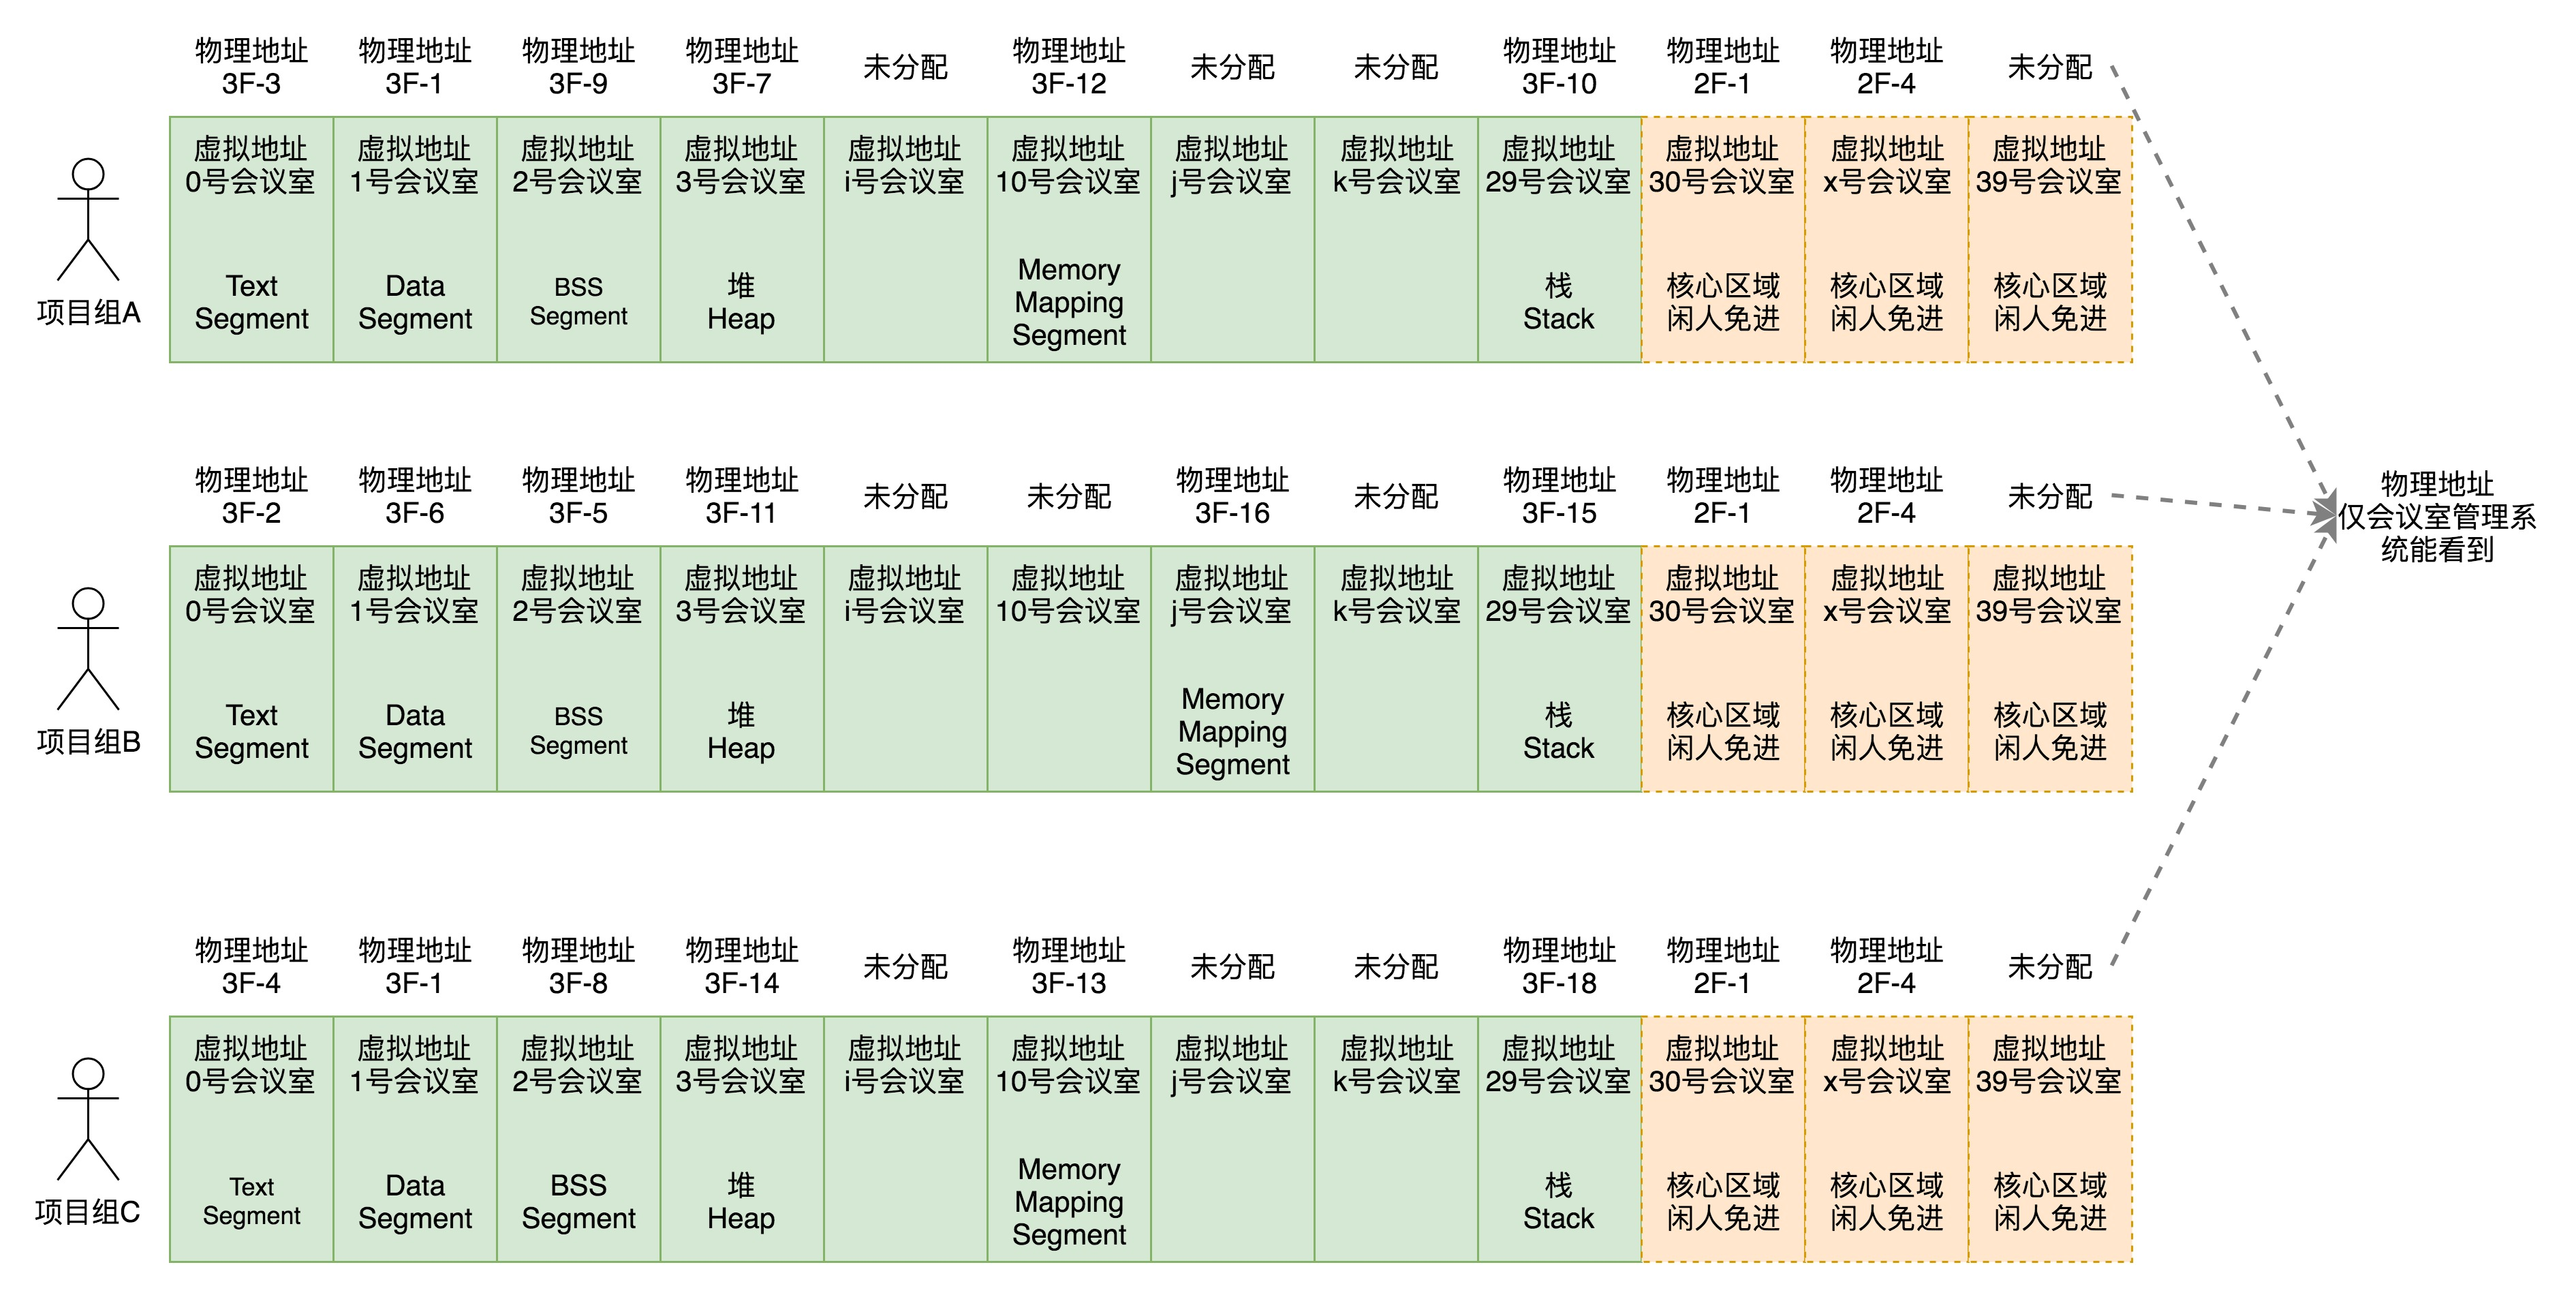 物理地址 物理地址 物理地址 物理地址 未分配 物理地址 未分配 未分配 物理地址 物理地址 物理地址 未分配
3F-3 3F-1 3F-9 3F-7 3F-12 3F-10 2F-1 2F-4
虚拟地址 虚拟地址 虚拟地址 虚拟地址 虚拟地址 虚拟地址 虚拟地址 虚拟地址 虚拟地址 虚拟地址 虚拟地址 虚拟地址
0号会议室 1号会议室 2号会议室 3号会议室 i号会议室 10号会议室 j号会议室 k号会议室 29号会议室 30号会议室 x号会议室 39号会议室
Text Data BSS 堆 Memory 栈 核心区域 核心区域 核心区域
Segment Segment Segment Heap Mapping Stack 闲人免进 闲人免进 闲人免进
Segment
项目组A
物理地址 物理地址 物理地址 物理地址 未分配 未分配 物理地址 未分配 物理地址 物理地址 物理地址 未分配
3F-2 3F-6 3F-5 3F-11 3F-16 3F-15 2F-1 2F-4
物理地址
仅会议室管理系
统能看到
虚拟地址 虚拟地址 虚拟地址 虚拟地址 虚拟地址 虚拟地址 虚拟地址 虚拟地址 虚拟地址 虚拟地址 虚拟地址 虚拟地址
0号会议室 1号会议室 2号会议室 3号会议室 i号会议室 10号会议室 j号会议室 k号会议室 29号会议室 30号会议室 x号会议室 39号会议室
Text Data BSS 堆 Memory 栈 核心区域 核心区域 核心区域
Segment Segment Segment Heap Mapping Stack 闲人免进 闲人免进 闲人免进
Segment
项目组B
物理地址 物理地址 物理地址 物理地址 未分配 物理地址 未分配 未分配 物理地址 物理地址 物理地址 未分配
3F-4 3F-1 3F-8 3F-14 3F-13 3F-18 2F-1 2F-4
虚拟地址 虚拟地址 虚拟地址 虚拟地址 虚拟地址 虚拟地址 虚拟地址 虚拟地址 虚拟地址 虚拟地址 虚拟地址 虚拟地址
0号会议室 1号会议室 2号会议室 3号会议室 i号会议室 10号会议室 j号会议室 k号会议室 29号会议室 30号会议室 x号会议室 39号会议室
Text Data BSS 堆 Memory 栈 核心区域 核心区域 核心区域
Segment Segment Segment Heap Mapping Stack 闲人免进 闲人免进 闲人免进
Segment
项目组C